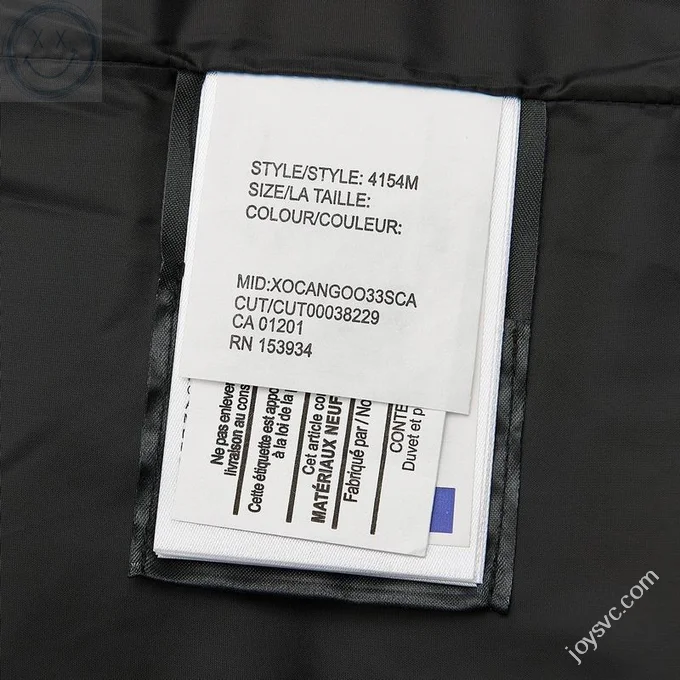 STYLE/STYLE: 4154M
SIZE/LA TAILLE:
COLOUR/COULEUR:
MID:XOCANGOO33SCA
CUT/CUT00038229
CA 01201
RN 153934
Ne pas enlever
livraison au cons
Cette étiquette est appo
à la loi de la
Cet article co
MATÉRIAUX NEUF
Fabriqué par / No
CONTE
Duvet et p
joysvc.com